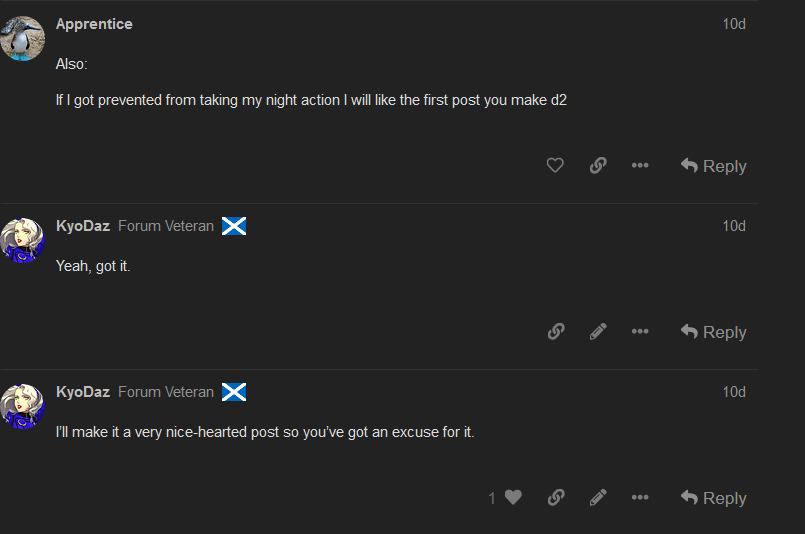 Apprentice 10d
Also:
If I got prevented from taking my night action I will like the first post you make d2
Reply
KyoDaz Forum Veteran 10d
Yeah, got it.
Reply
KyoDaz Forum Veteran 10d
I'll make it a very nice-hearted post so you've got an excuse for it.
1 Reply